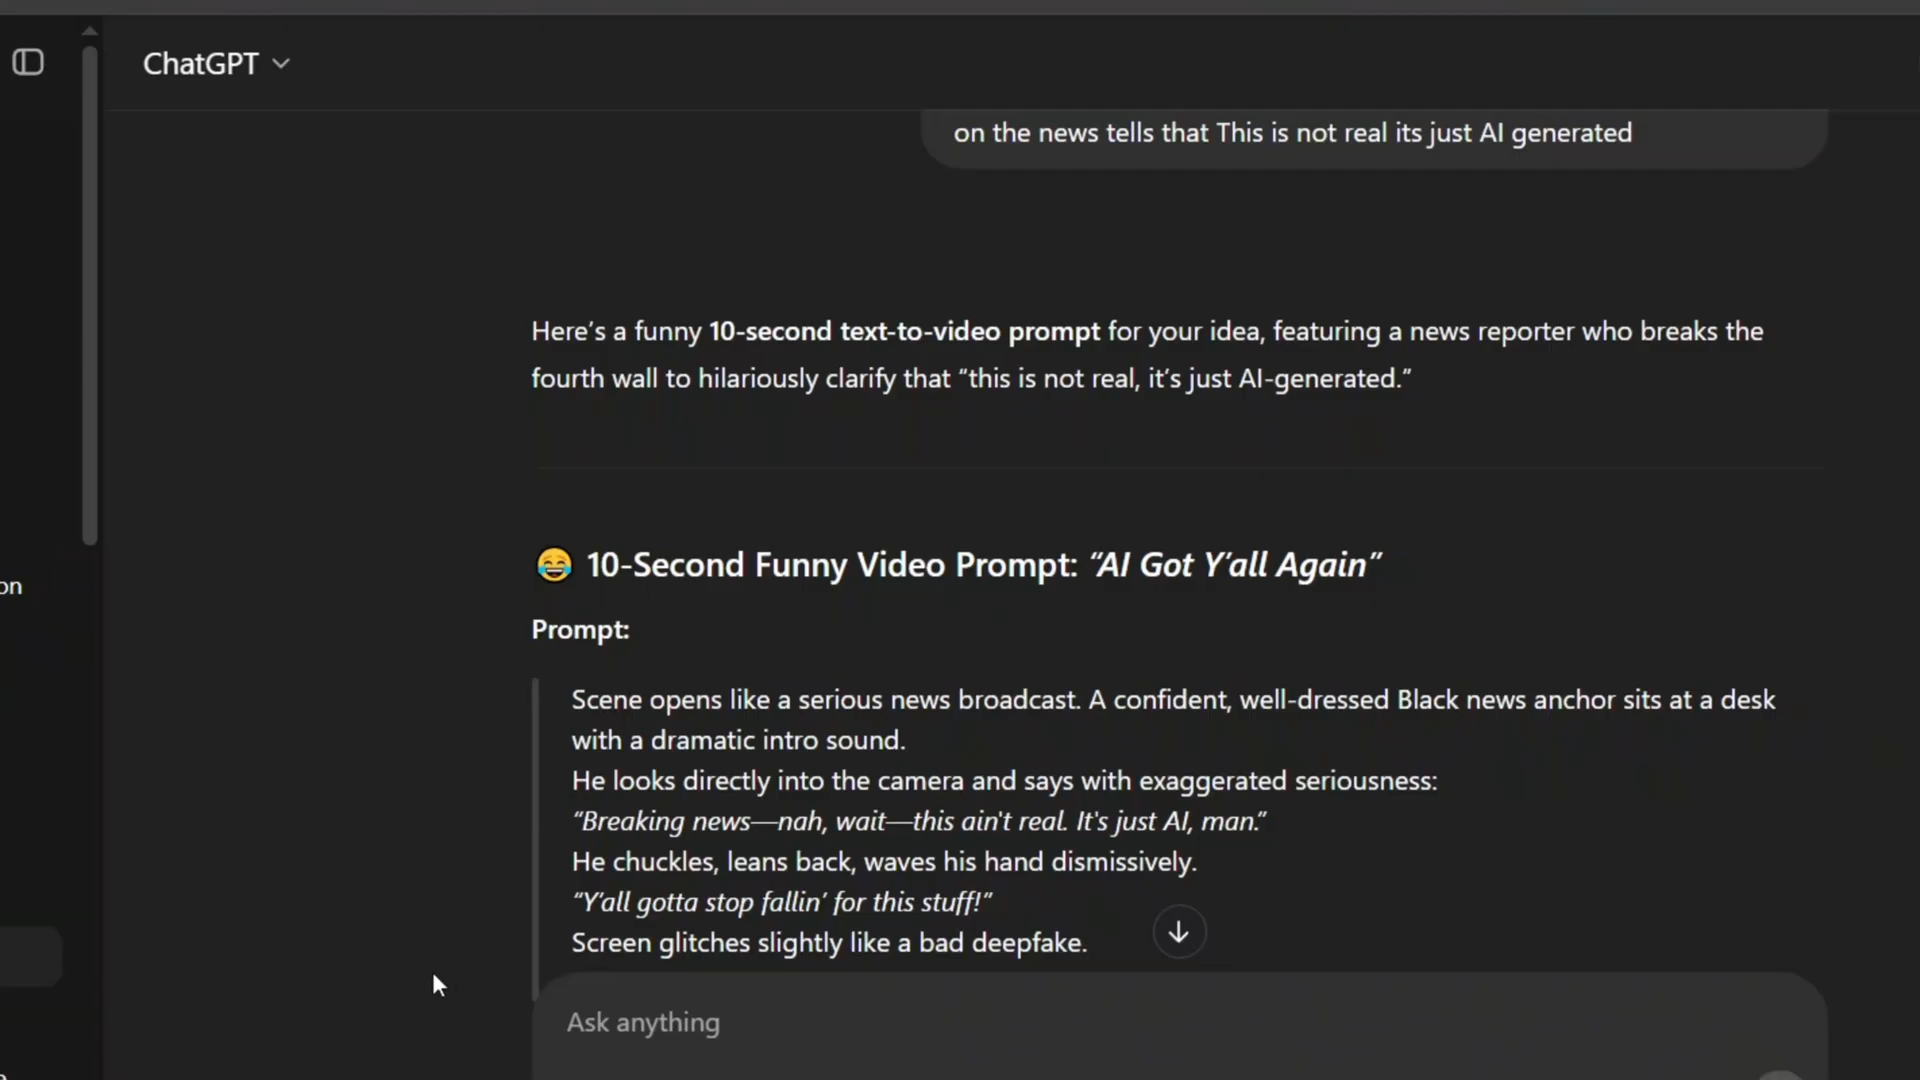 ChatGPT
on the news tells that This is not real its just AI generated
Here's a funny 10-second text-to-video prompt for your idea, featuring a news reporter who breaks the
fourth wall to hilariously clarify that “this is not real, it's just AI-generated.”
😂 10-Second Funny Video Prompt: “AI Got Y'all Again”
Prompt:
Scene opens like a serious news broadcast. A confident, well-dressed Black news anchor sits at a desk
with a dramatic intro sound.
He looks directly into the camera and says with exaggerated seriousness:
“Breaking news—nah, wait—this ain't real. It's just AI, man.”
He chuckles, leans back, waves his hand dismissively.
“Y'all gotta stop fallin' for this stuff!”
Screen glitches slightly like a bad deepfake.
on
Ask anything